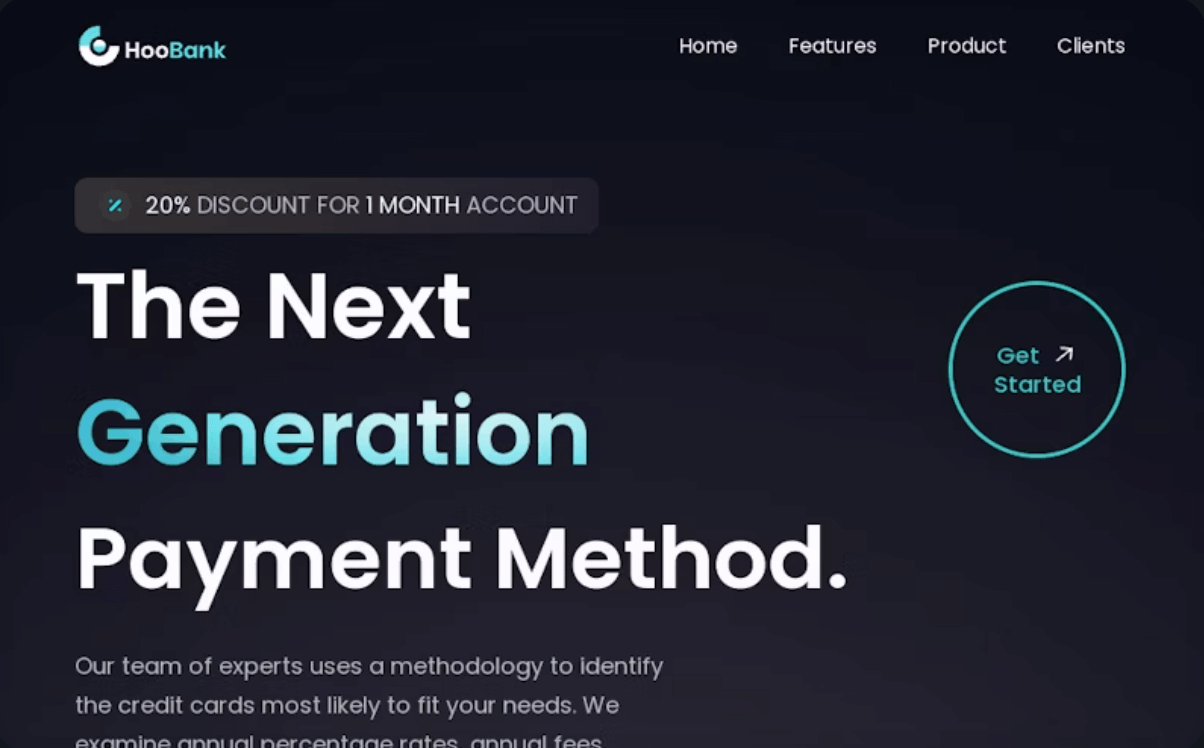 HooBank
Home Features Product Clients
20% DISCOUNT FOR 1 MONTH ACCOUNT
The Next
Generation
Payment Method.
Get
Started
Our team of experts uses a methodology to identify
the credit cards most likely to fit your needs. We
examine annual percentage rates, annual fees